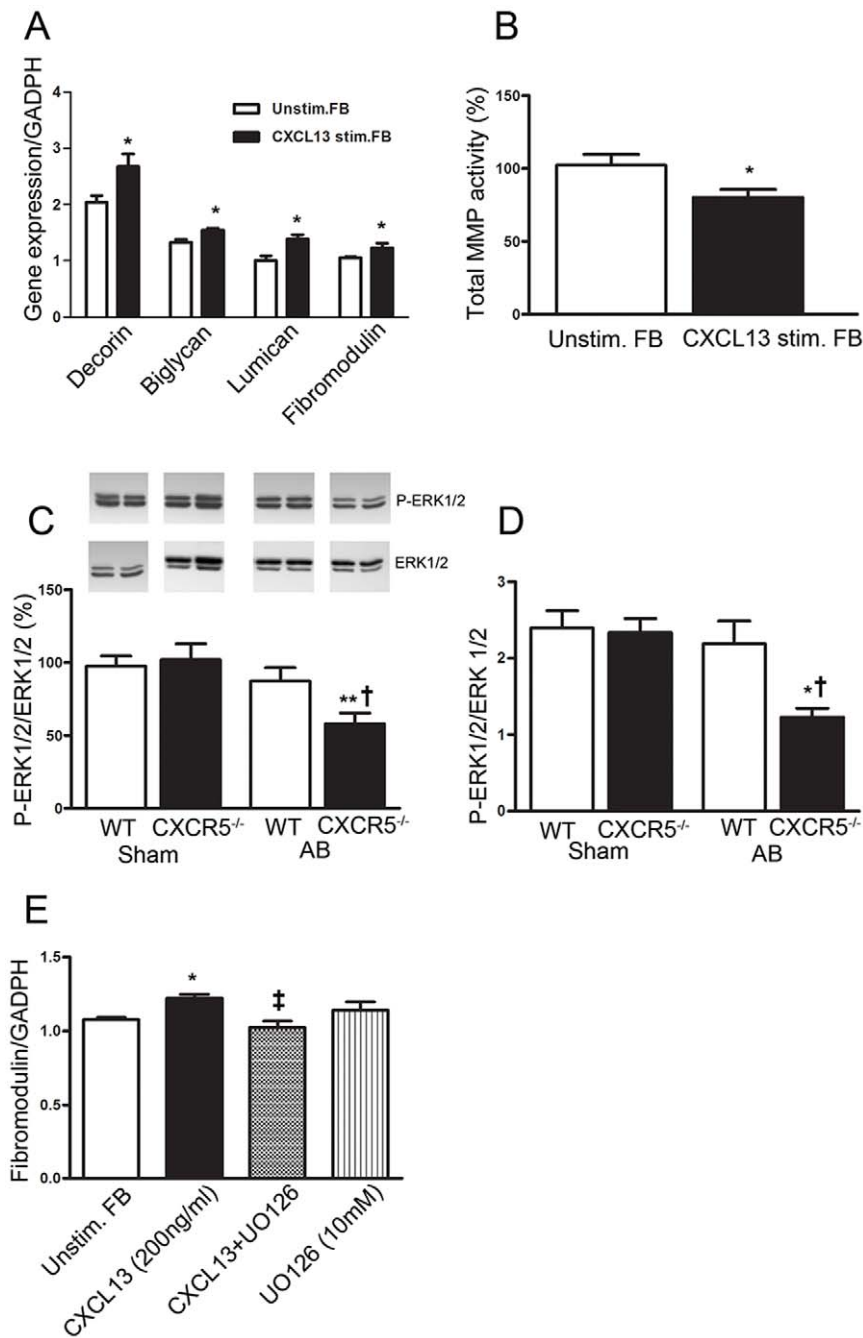 A
Gene expression/GADPH
4
3
2
1
0
Unstim.FB
CXCL13 stim.FB
*
*
*
*
Decorin
Biglycan
Lumican
Fibromodulin
B
Total MMP activity (%)
150
100
50
0
*
Unstim. FB
CXCL13 stim. FB
C
P-ERK1/2
ERK1/2
P-ERK1/2/ERK1/2 (%)
150
100
50
0
**†
WT CXCR5-/- WT CXCR5-/-
Sham AB
D
P-ERK1/2/ERK 1/2
3
2
1
0
*†
WT CXCR5-/- WT CXCR5-/-
Sham AB
E
Fibromodulin/GADPH
1.5
1.0
0.5
0.0
*
‡
Unstim. FB
CXCL13 (200ng/ml)
CXCL13+UO126
UO126 (10mM)